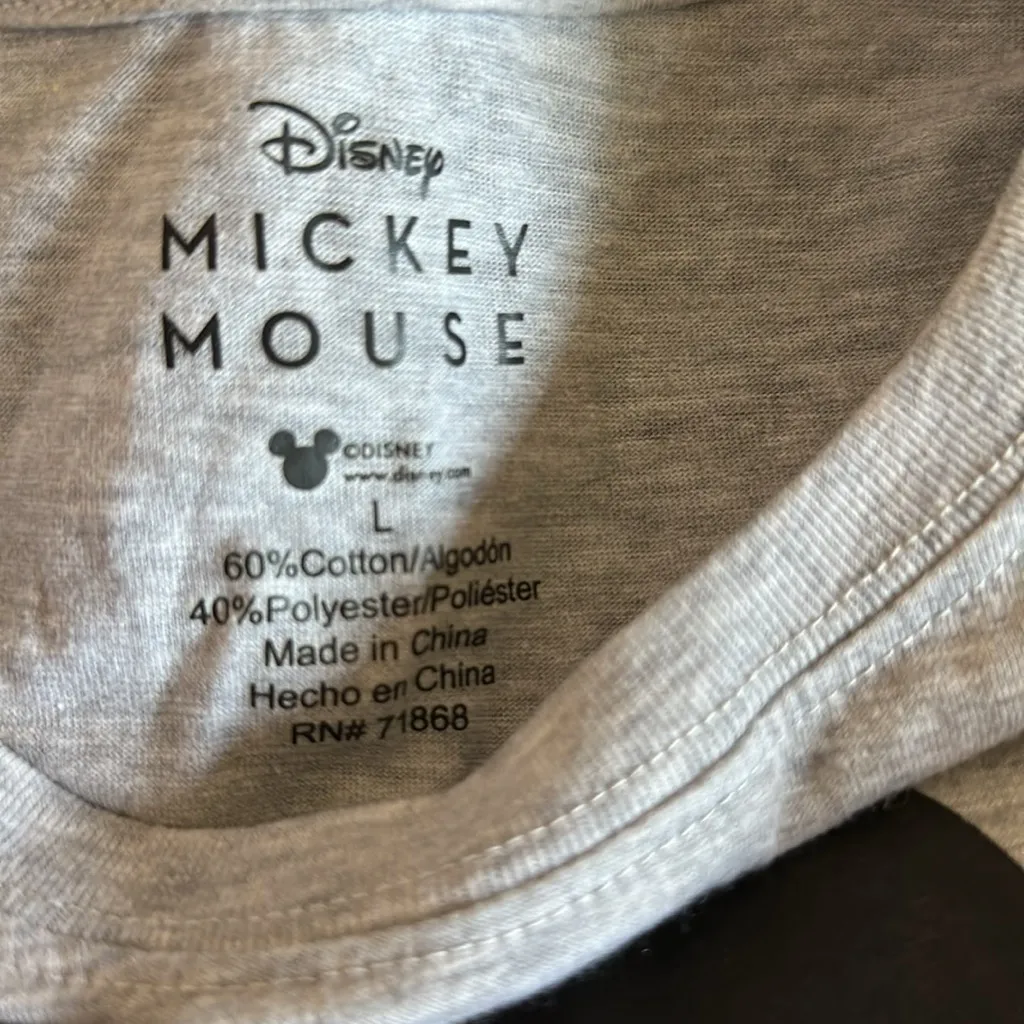 Disney
MICKEY
MOUSE
©DISNEY
www.disney.com
L
60%Cotton/Algodón
40%Polyester/Poliéster
Made in China
Hecho en China
RN# 71868